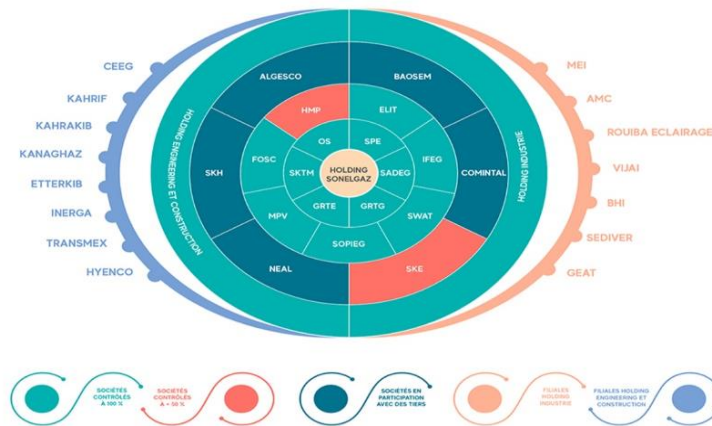 CEEG
KAHRIF
KAHRAKIB
KANAGHAZ
ETTERKIB
INERGA
TRANSMEX
HYENCO
HOLDING ENGINEERING ET CONSTRUCTION
ALGESCO
BAOSEM
HMP
ELIT
OS
SPE
FOSC
IFEG
SKH
SKTM
HOLDING
SONELGAZ
SADEG
COMINTAL
GRTE
GRTG
MPV
SWAT
SOPIEG
NEAL
SKE
HOLDING INDUSTRIE
MEI
AMC
ROUIBA ECLAIRAGE
VIJAI
BHI
SEDIVER
GEAT
SOCIÉTÉS
CONTRÔLÉS
À 100 %
SOCIÉTÉS
CONTRÔLÉS
50 %
SOCIÉTÉS EN
PARTICIPATION
AVEC DES TIERS
FILIALES
HOLDING
INDUSTRIE
FILIALES HOLDING
ENGINEERING ET
CONSTRUCTION